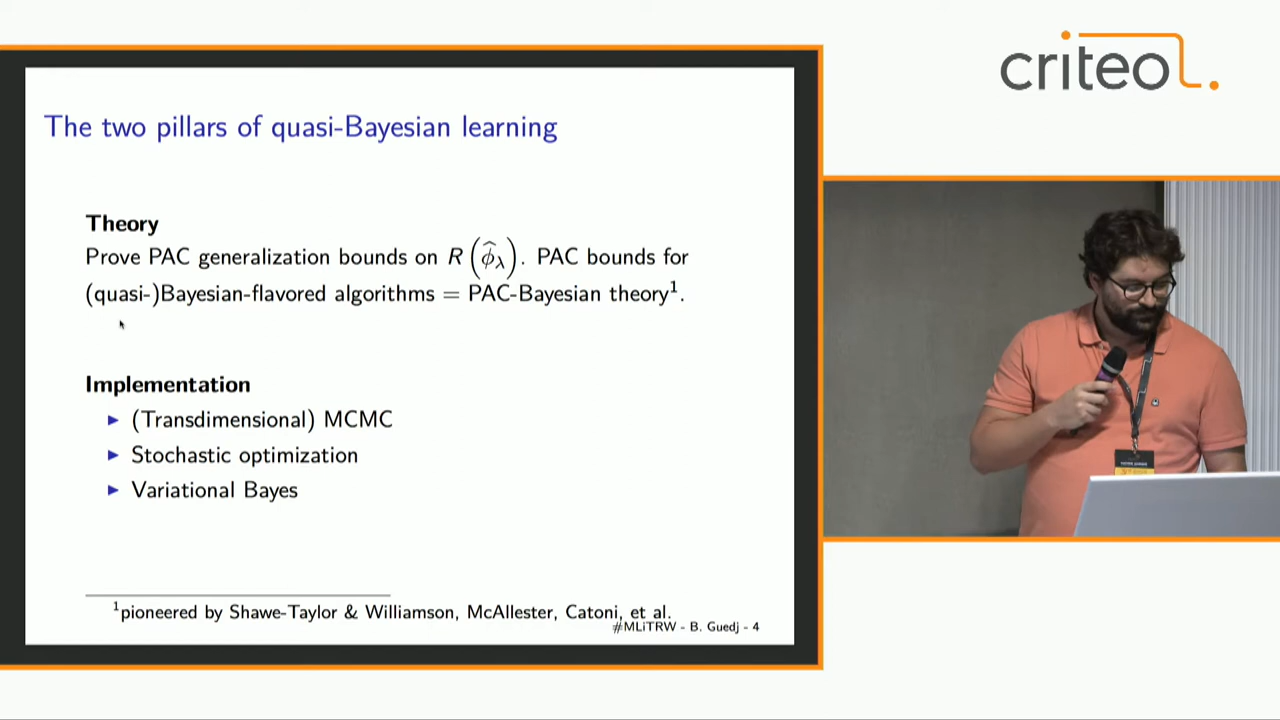 criteo
The two pillars of quasi-Bayesian learning
Theory
Prove PAC generalization bounds on R(φ̂λ). PAC bounds for
(quasi-)Bayesian-flavored algorithms = PAC-Bayesian theory¹.
Implementation
► (Transdimensional) MCMC
► Stochastic optimization
► Variational Bayes
¹pioneered by Shawe-Taylor & Williamson, McAllester, Catoni, et al.
#MLiTRW - B. Guedj - 4